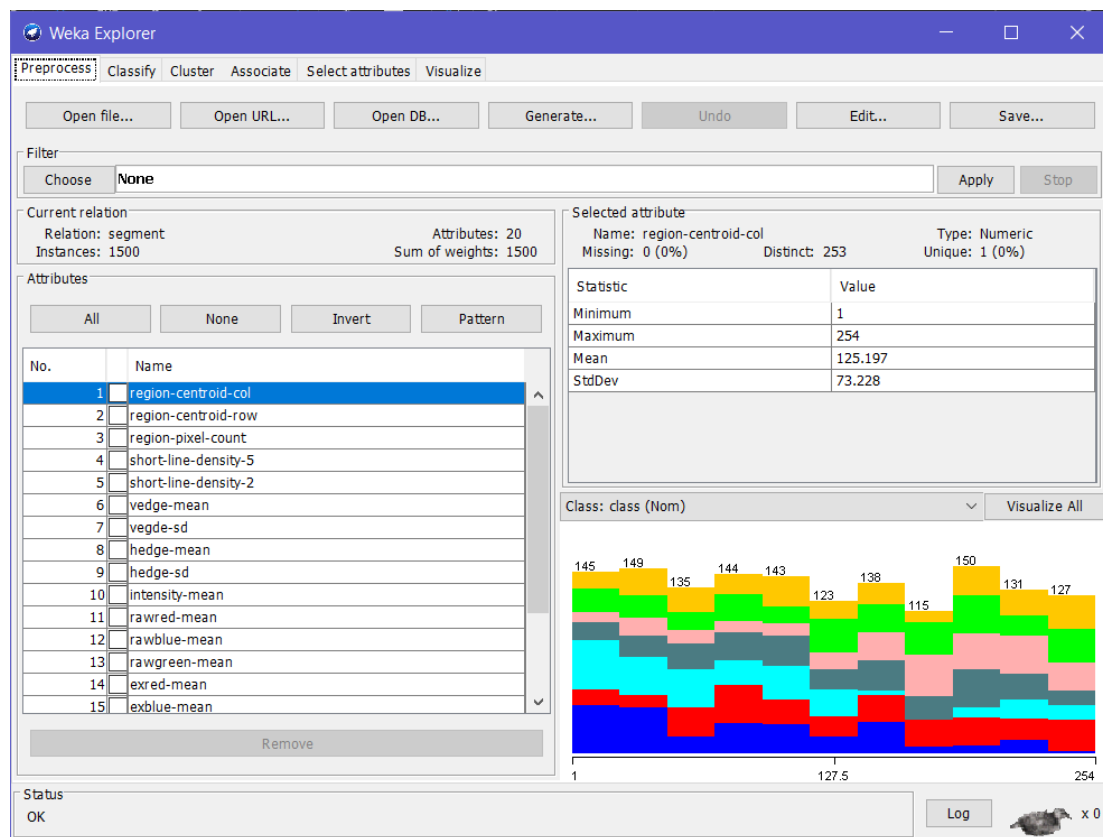 Weka Explorer
Preprocess Classify Cluster Associate Select attributes Visualize
Open file... Open URL... Open DB... Generate... Undo Edit... Save...
Filter
Choose None Apply Stop
Current relation
Relation: segment Attributes: 20
Instances: 1500 Sum of weights: 1500
Attributes
All None Invert Pattern
No. Name
1 region-centroid-col
2 region-centroid-row
3 region-pixel-count
4 short-line-density-5
5 short-line-density-2
6 vedge-mean
7 vegde-sd
8 hedge-mean
9 hedge-sd
10 intensity-mean
11 rawred-mean
12 rawblue-mean
13 rawgreen-mean
14 exred-mean
15 exblue-mean
Remove
Selected attribute
Name: region-centroid-col Type: Numeric
Missing: 0 (0%) Distinct: 253 Unique: 1 (0%)
Statistic Value
Minimum 1
Maximum 254
Mean 125.197
StdDev 73.228
Class: class (Nom) Visualize All
145 149 135 144 143 123 138 115 150 131 127
1 127.5 254
Status
OK Log x 0